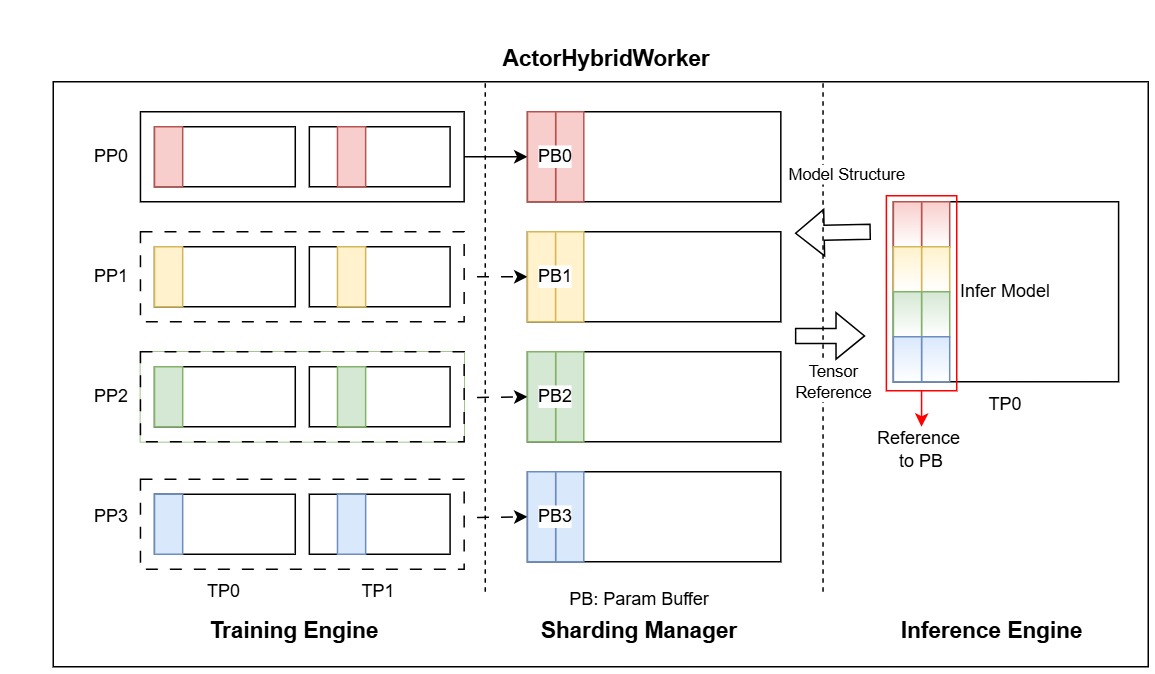 ActorHybridWorker
PP0
PB0
Model Structure
PP1
PB1
Infer Model
PP2
PB2
Tensor
Reference
TP0
Reference
to PB
PP3
PB3
TP0
TP1
PB: Param Buffer
Training Engine
Sharding Manager
Inference Engine